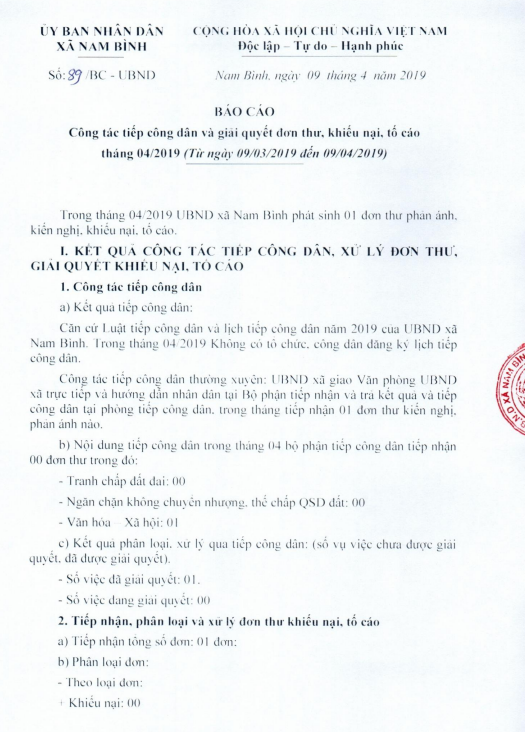 ỦY BAN NHÂN DÂN
XÃ NAM BÌNH
CỘNG HÒA XÃ HỘI CHỦ NGHĨA VIỆT NAM
Độc lập – Tự do – Hạnh phúc
Số: 89 /BC - UBND
Nam Bình, ngày 09 tháng 4 năm 2019
BÁO CÁO
Công tác tiếp công dân và giải quyết đơn thư, khiếu nại, tố cáo
tháng 04/2019 (Từ ngày 09/03/2019 đến 09/04/2019)
Trong tháng 04/2019 UBND xã Nam Bình phát sinh 01 đơn thư phản ánh,
kiến nghị, khiếu nại, tố cáo.
I. KẾT QUẢ CÔNG TÁC TIẾP CÔNG DÂN, XỬ LÝ ĐƠN THƯ,
GIẢI QUYẾT KHIẾU NẠI, TỐ CÁO
1. Công tác tiếp công dân
a) Kết quả tiếp công dân:
Căn cứ Luật tiếp công dân và lịch tiếp công dân năm 2019 của UBND xã
Nam Bình. Trong tháng 04/2019 Không có tổ chức, công dân đăng ký lịch tiếp
công dân.
Công tác tiếp công dân thường xuyên: UBND xã giao Văn phòng UBND
xã trực tiếp và hướng dẫn nhân dân tại Bộ phận tiếp nhận và trả kết quả và tiếp
công dân tại phòng tiếp công dân, trong tháng tiếp nhận 01 đơn thư kiến nghị,
phản ánh nào.
b) Nội dung tiếp công dân trong tháng 04 bộ phận tiếp công dân tiếp nhận
00 đơn thư trong đó:
- Tranh chấp đất đai: 00
- Ngăn chặn không chuyển nhượng, thế chấp QSD đất: 00
- Văn hóa – Xã hội: 01
c) Kết quả phân loại, xử lý qua tiếp công dân: (số vụ việc chưa được giải
quyết, đã được giải quyết).
- Số việc đã giải quyết: 01.
- Số việc đang giải quyết: 00
2. Tiếp nhận, phân loại và xử lý đơn thư khiếu nại, tố cáo
a) Tiếp nhận tổng số đơn: 01 đơn:
b) Phân loại đơn:
- Theo loại đơn:
+ Khiếu nại: 00